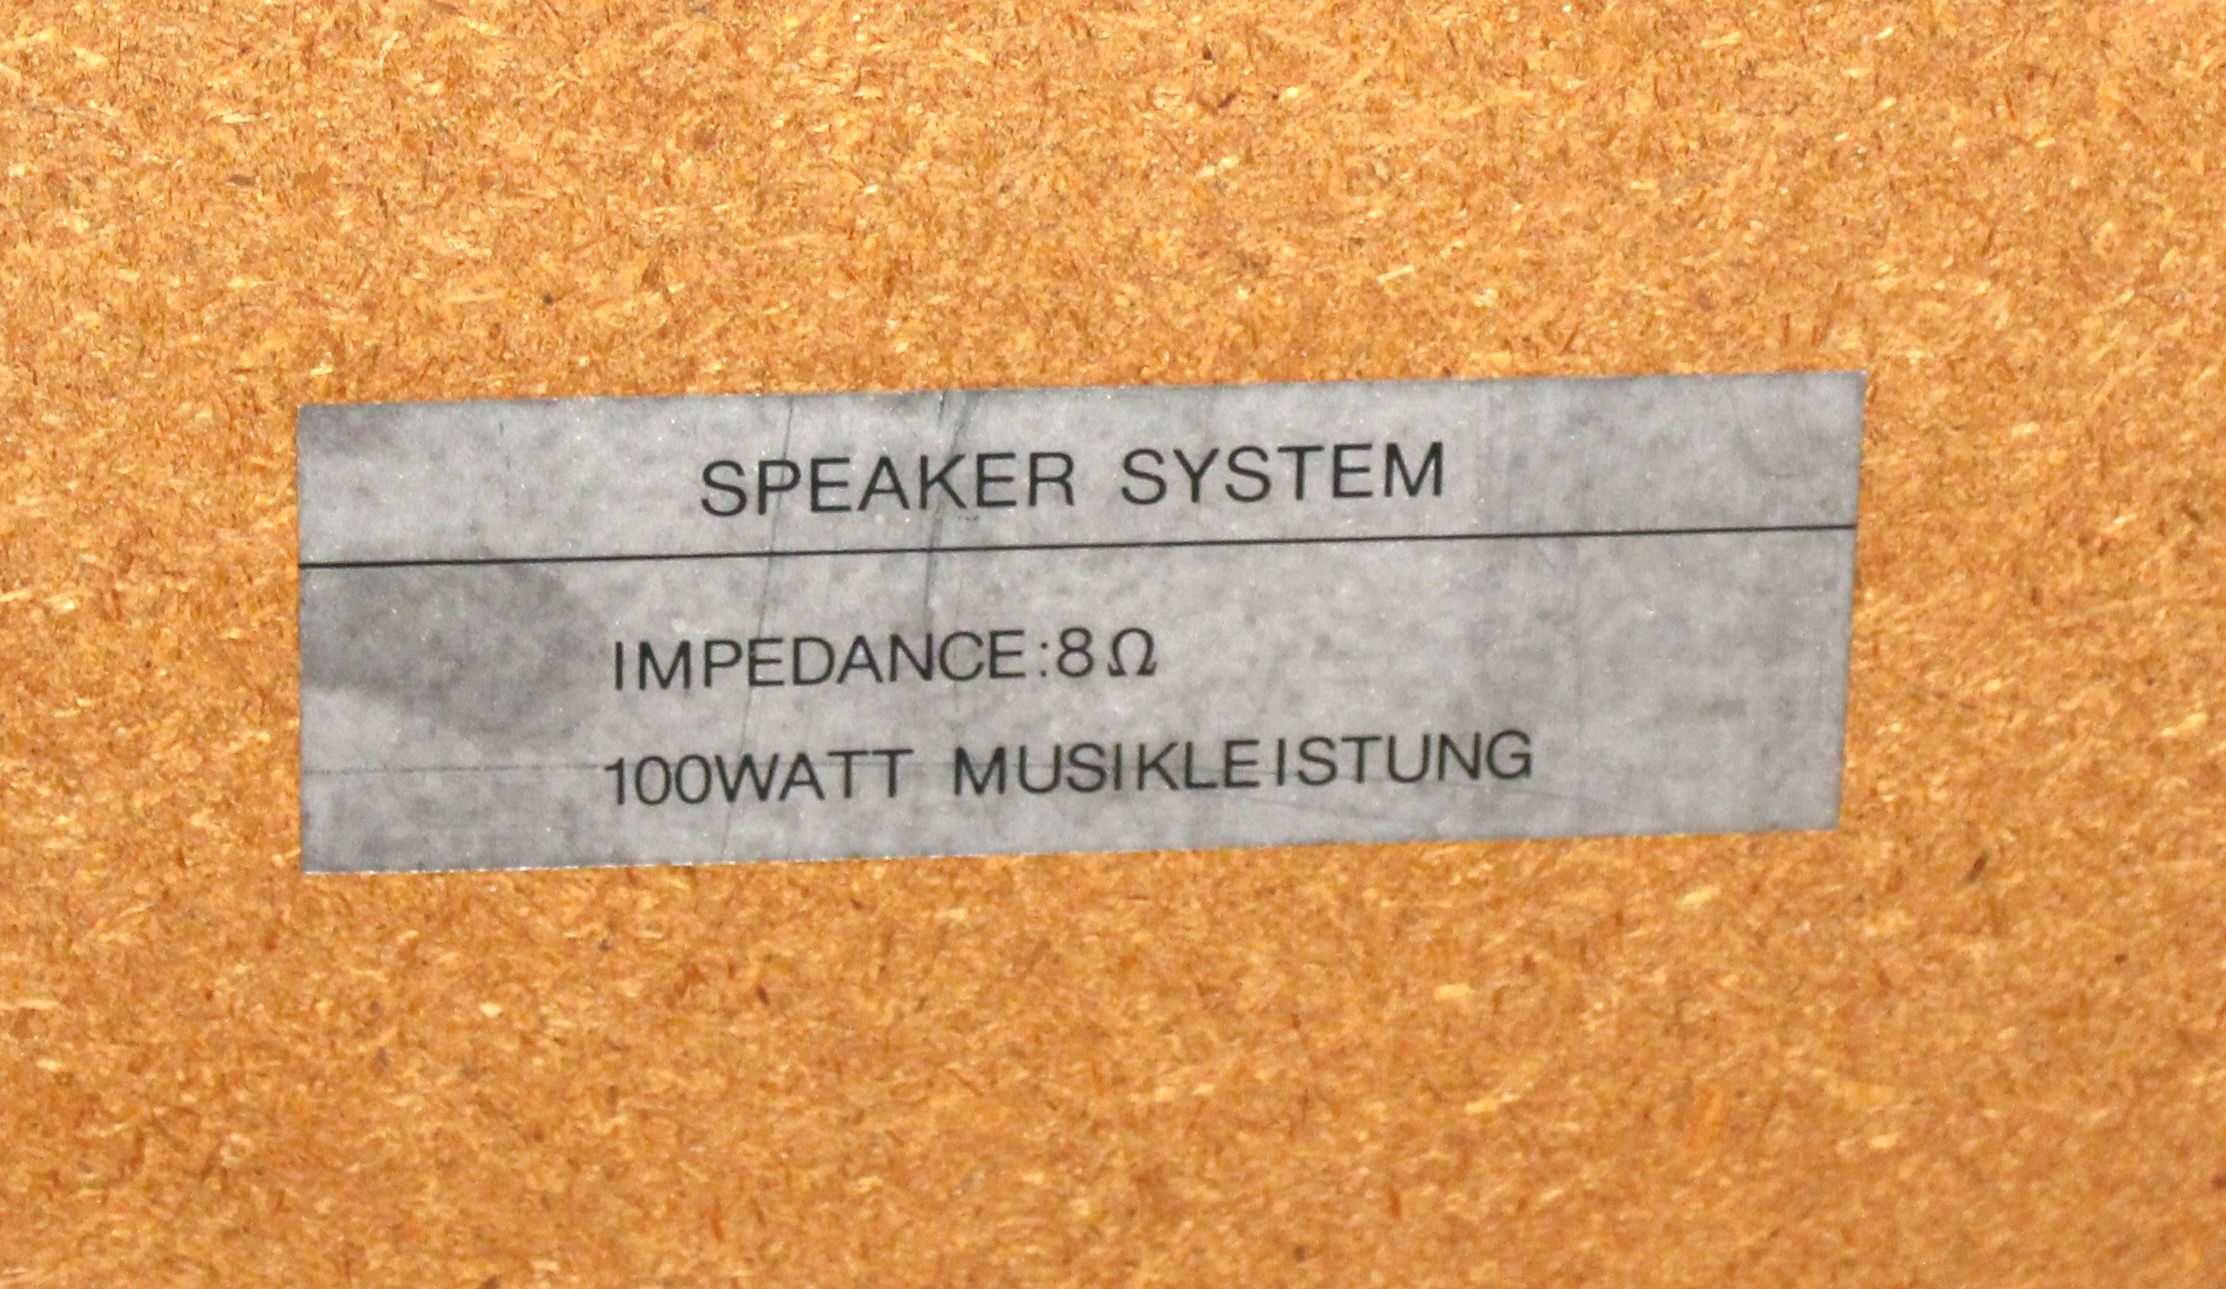 SPEAKER SYSTEM
IMPEDANCE:8Ω
100WATT MUSIKLEISTUNG